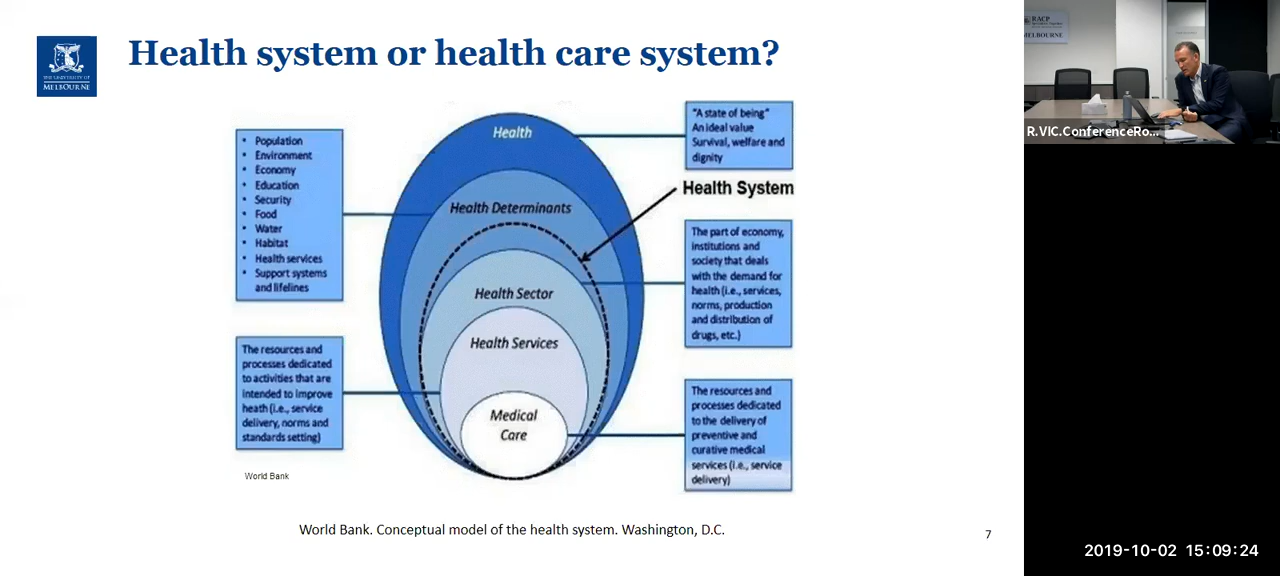 Health system or health care system?
THE UNIVERSITY OF
MELBOURNE
• Population
• Environment
• Economy
• Education
• Security
• Food
• Water
• Habitat
• Health services
• Support systems
and lifelines
The resources and
processes dedicated
to activities that are
intended to improve
heath (i.e., service
delivery, norms and
standards setting)
World Bank
Health
Health Determinants
Health Sector
Health Services
Medical
Care
"A state of being"
An ideal value
Survival, welfare and
dignity
Health System
The part of economy,
institutions and
society that deals
with the demand for
health (i.e., services,
norms, production
and distribution of
drugs, etc.)
The resources and
processes dedicated
to the delivery of
preventive and
curative medical
services (i.e., service
delivery)
World Bank. Conceptual model of the health system. Washington, D.C.
7
RACP
MELBOURNE
R.VIC.ConferenceRo...
2019-10-02 15:09:24